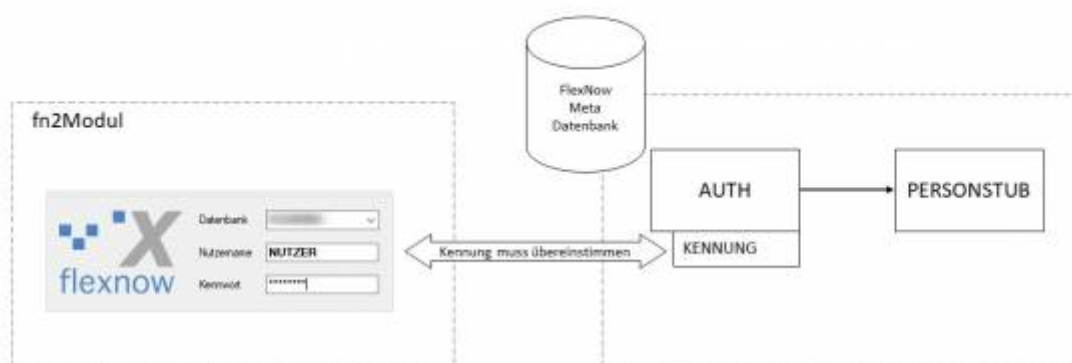 FlexNow
Meta
Datenbank
fn2Modul
AUTH
PERSONSTUB
KENNUNG
Kennung muss übereinstimmen
X
flexnow
Datenbank
Nutzername
NUTZER
Kennwort
********